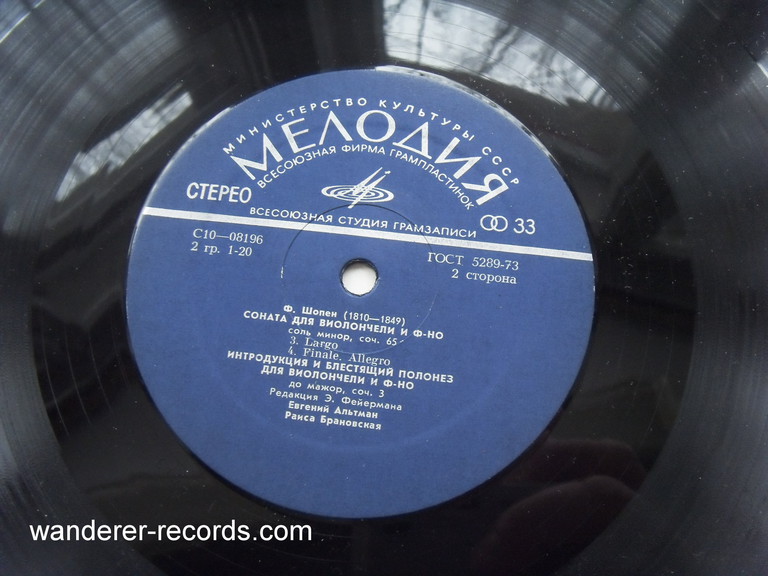 МИНИСТЕРСТВО КУЛЬТУРЫ СССР
МЕЛОДИЯ
ВСЕСОЮЗНАЯ ФИРМА ГРАМПЛАСТИНОК
СТЕРЕО
33
ВСЕСОЮЗНАЯ СТУДИЯ ГРАМЗАПИСИ
С10—08196
ГОСТ 5289-73
2 гр. 1-20
2 сторона
Ф. Шопен (1810—1849)
СОНАТА ДЛЯ ВИОЛОНЧЕЛИ И Ф-НО
соль минор, соч. 65
3. Largo
4. Finale. Allegro
ИНТРОДУКЦИЯ И БЛЕСТЯЩИЙ ПОЛОНЕЗ
ДЛЯ ВИОЛОНЧЕЛИ И Ф-НО
до мажор, соч. 3
Редакция Э. Фейермана
Евгений Альтман
Раиса Брановская
wanderer-records.com